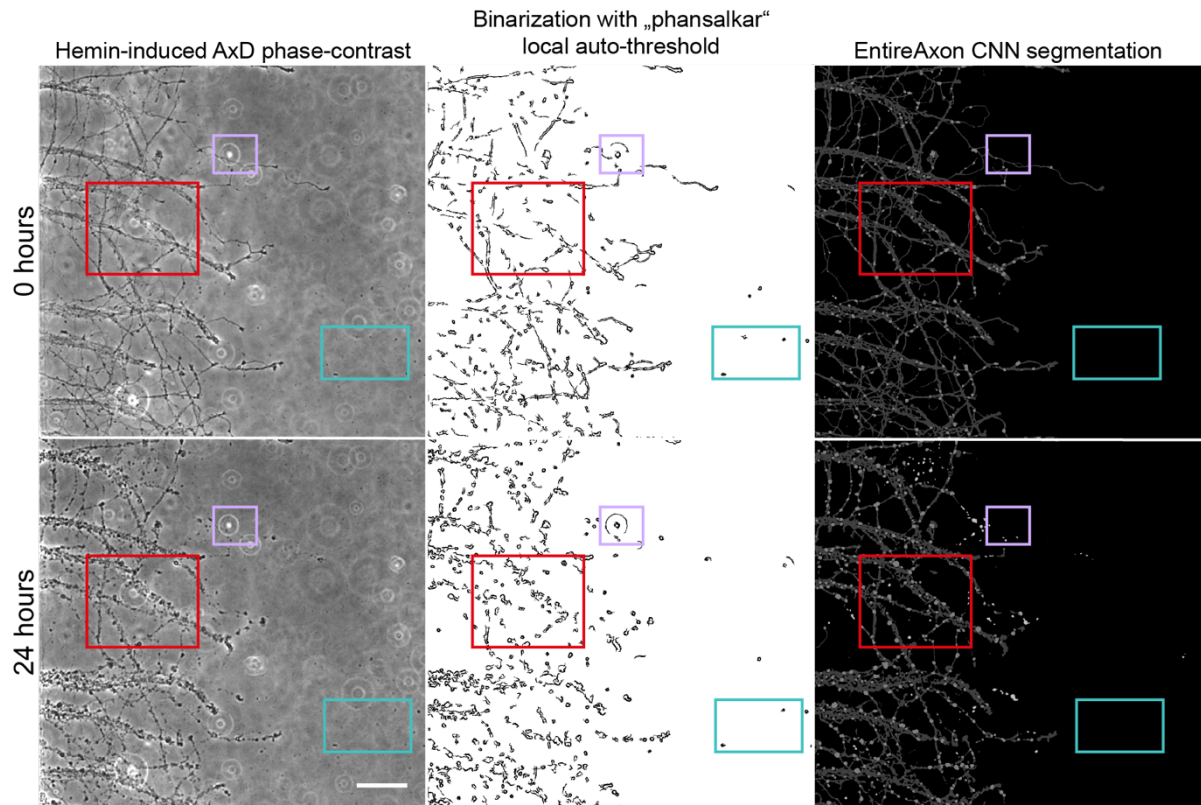 Binarization with „phansalkar“
local auto-threshold
Hemin-induced AxD phase-contrast
EntireAxon CNN segmentation
0 hours
24 hours